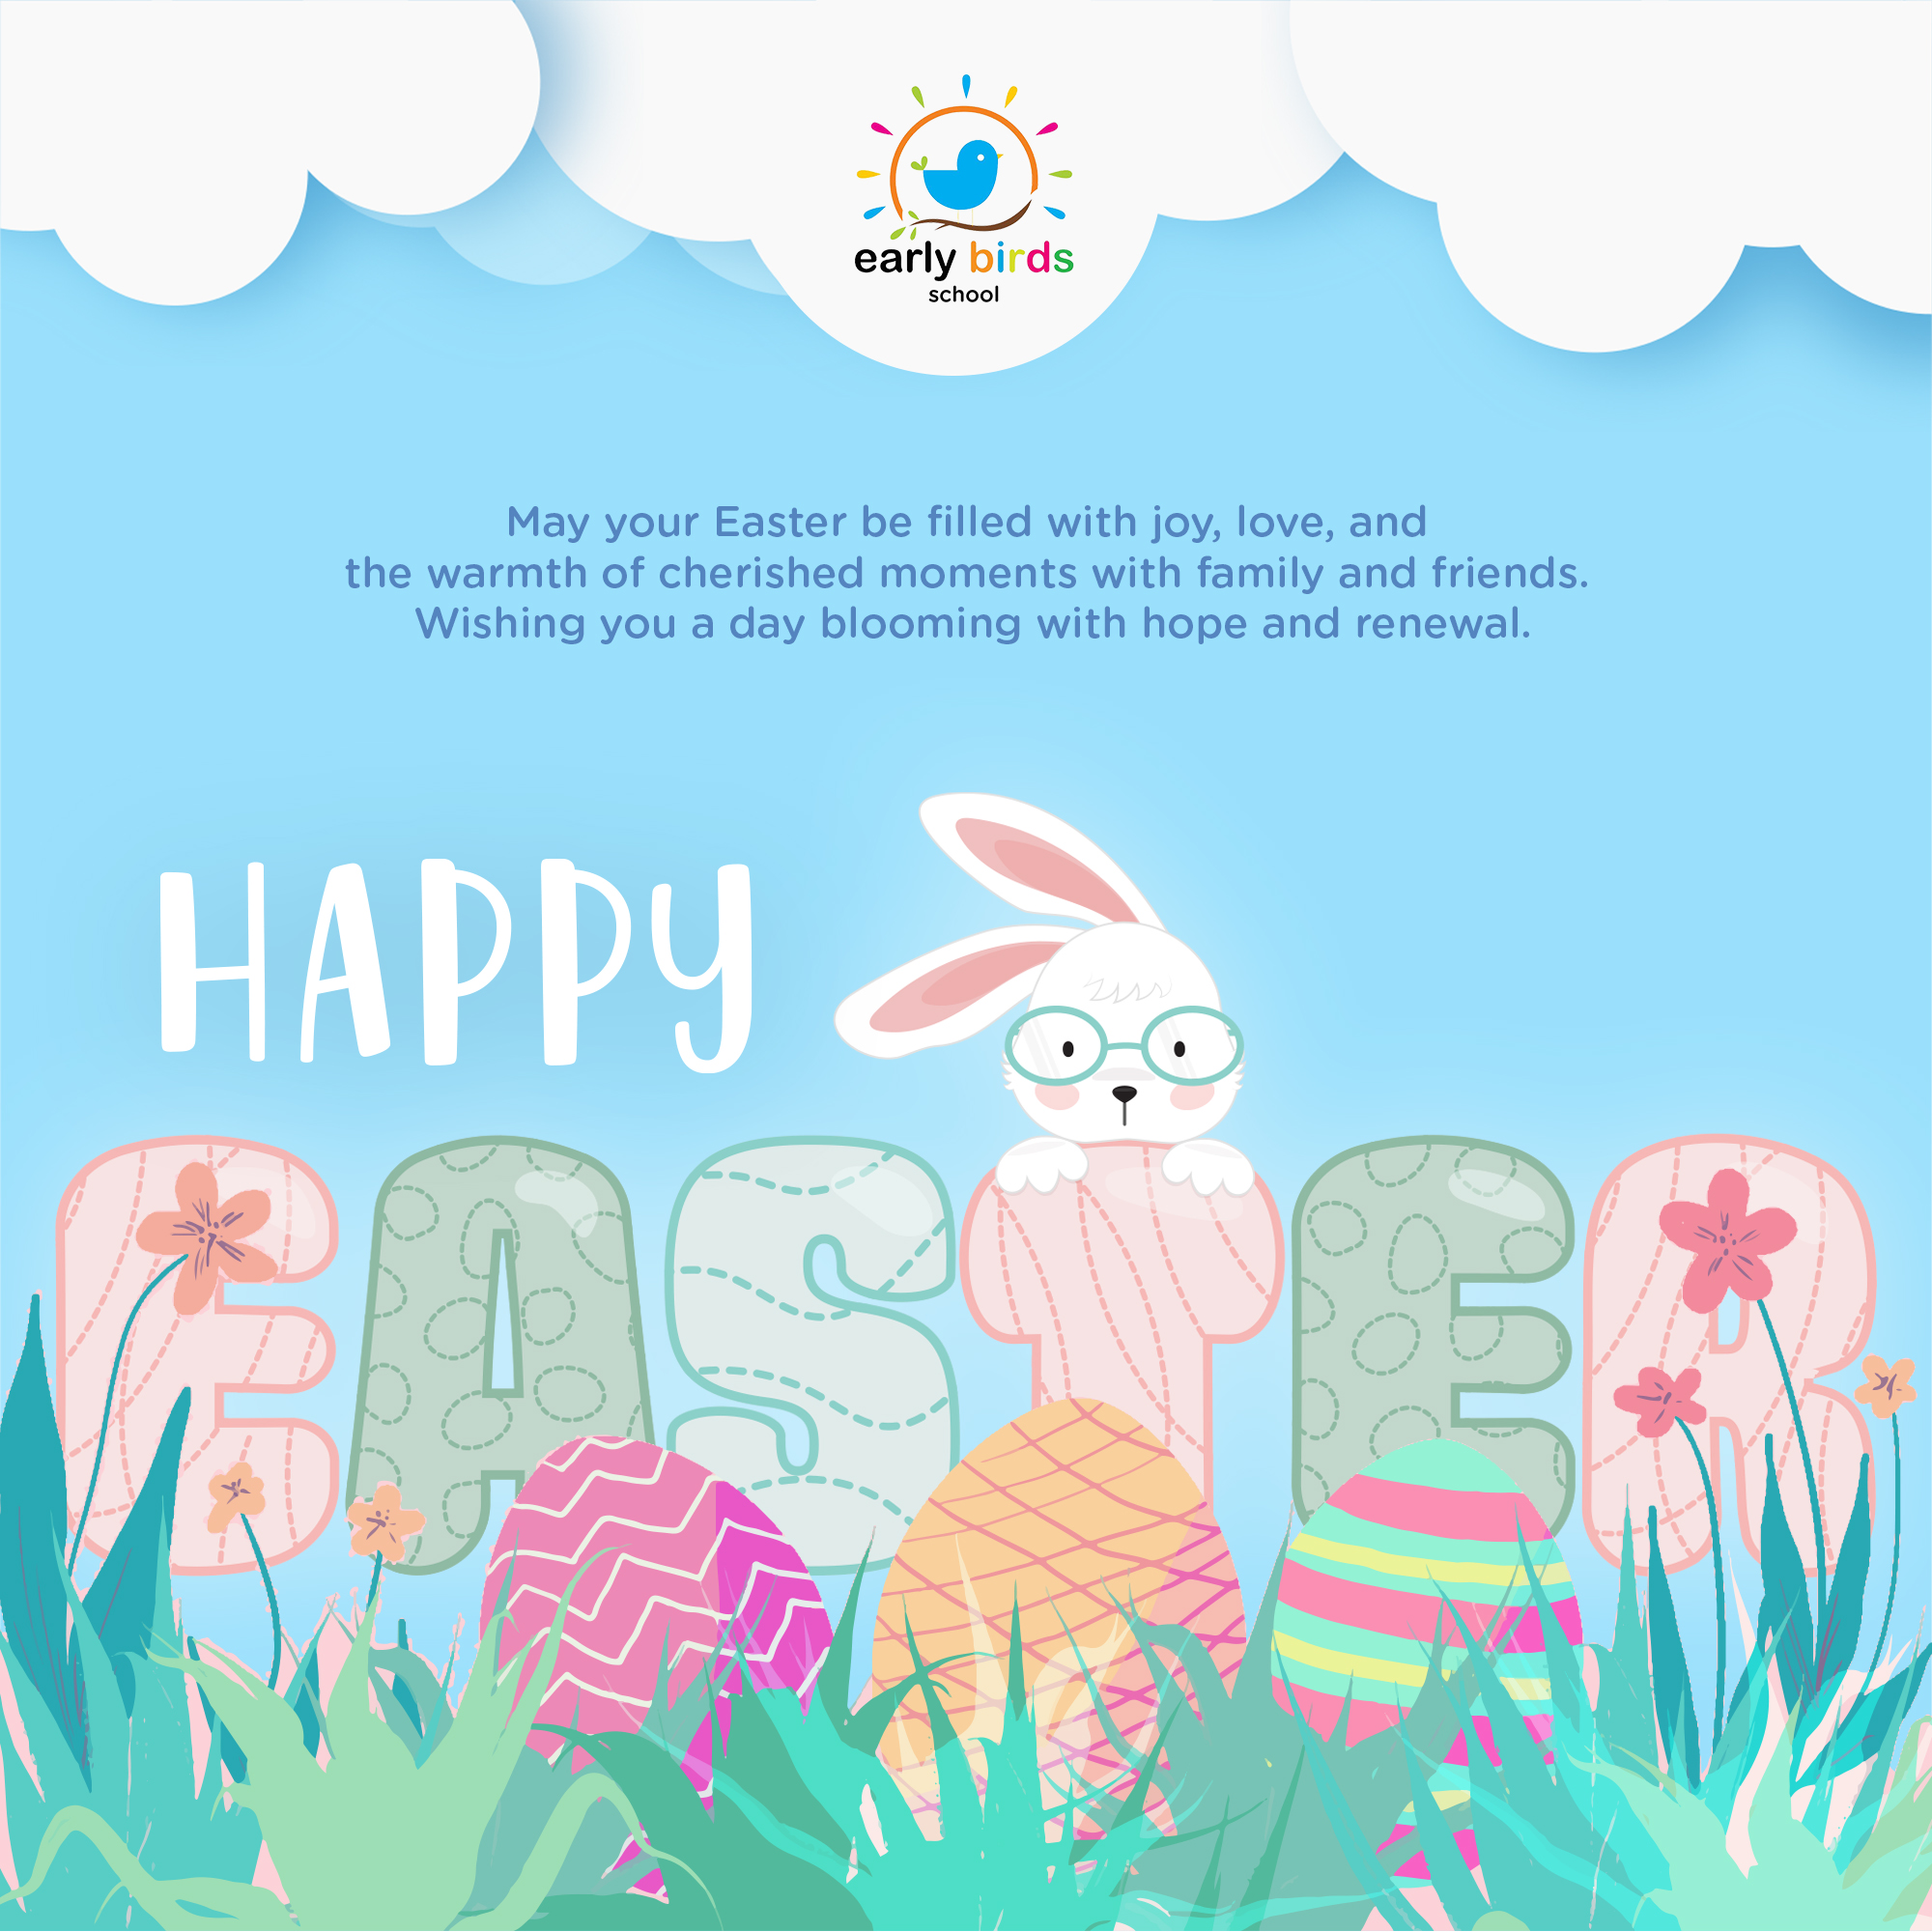 early birds
school
May your Easter be filled with joy, love, and
the warmth of cherished moments with family and friends.
Wishing you a day blooming with hope and renewal.
HAPPY
EASTER